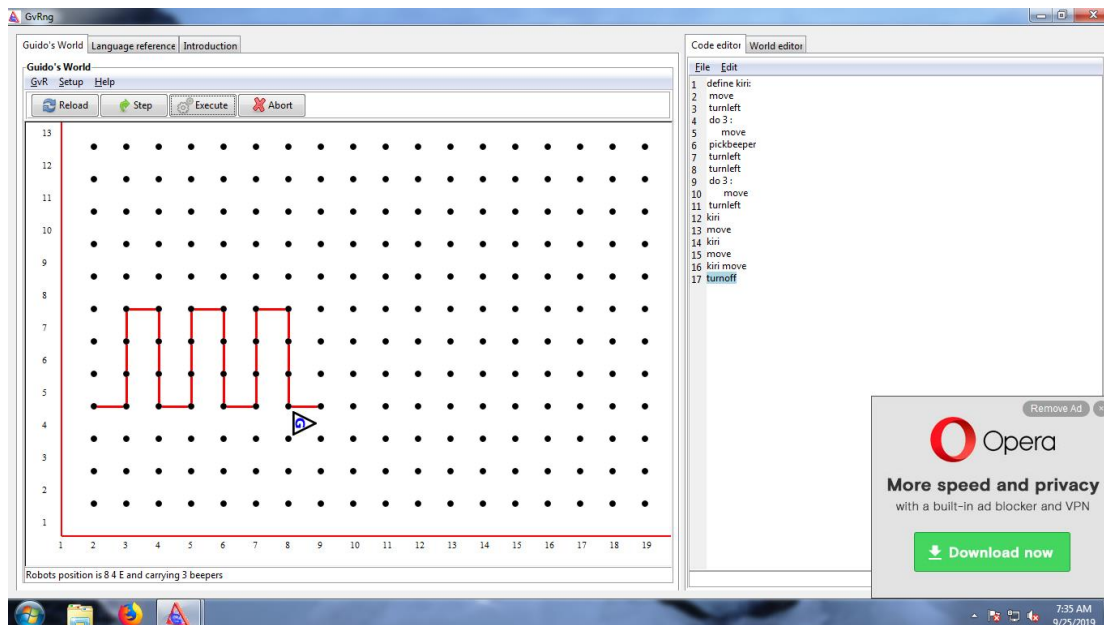 GvRng
Guido's World Language reference Introduction
Guido's World
GvR Setup Help
Reload Step Execute Abort
13
12
11
10
9
8
7
6
5
4
3
2
1
1 2 3 4 5 6 7 8 9 10 11 12 13 14 15 16 17 18 19
G
Robots position is 8 4 E and carrying 3 beepers
Code editor World editor
File Edit
1 define kiri:
2 move
3 turnleft
4 do 3 :
5 move
6 pickbeeper
7 turnleft
8 turnleft
9 do 3 :
10 move
11 turnleft
12 kiri
13 move
14 kiri
15 move
16 kiri move
17 turnoff
Remove Ad ×
Opera
More speed and privacy
with a built-in ad blocker and VPN
Download now
7:35 AM
9/25/2019